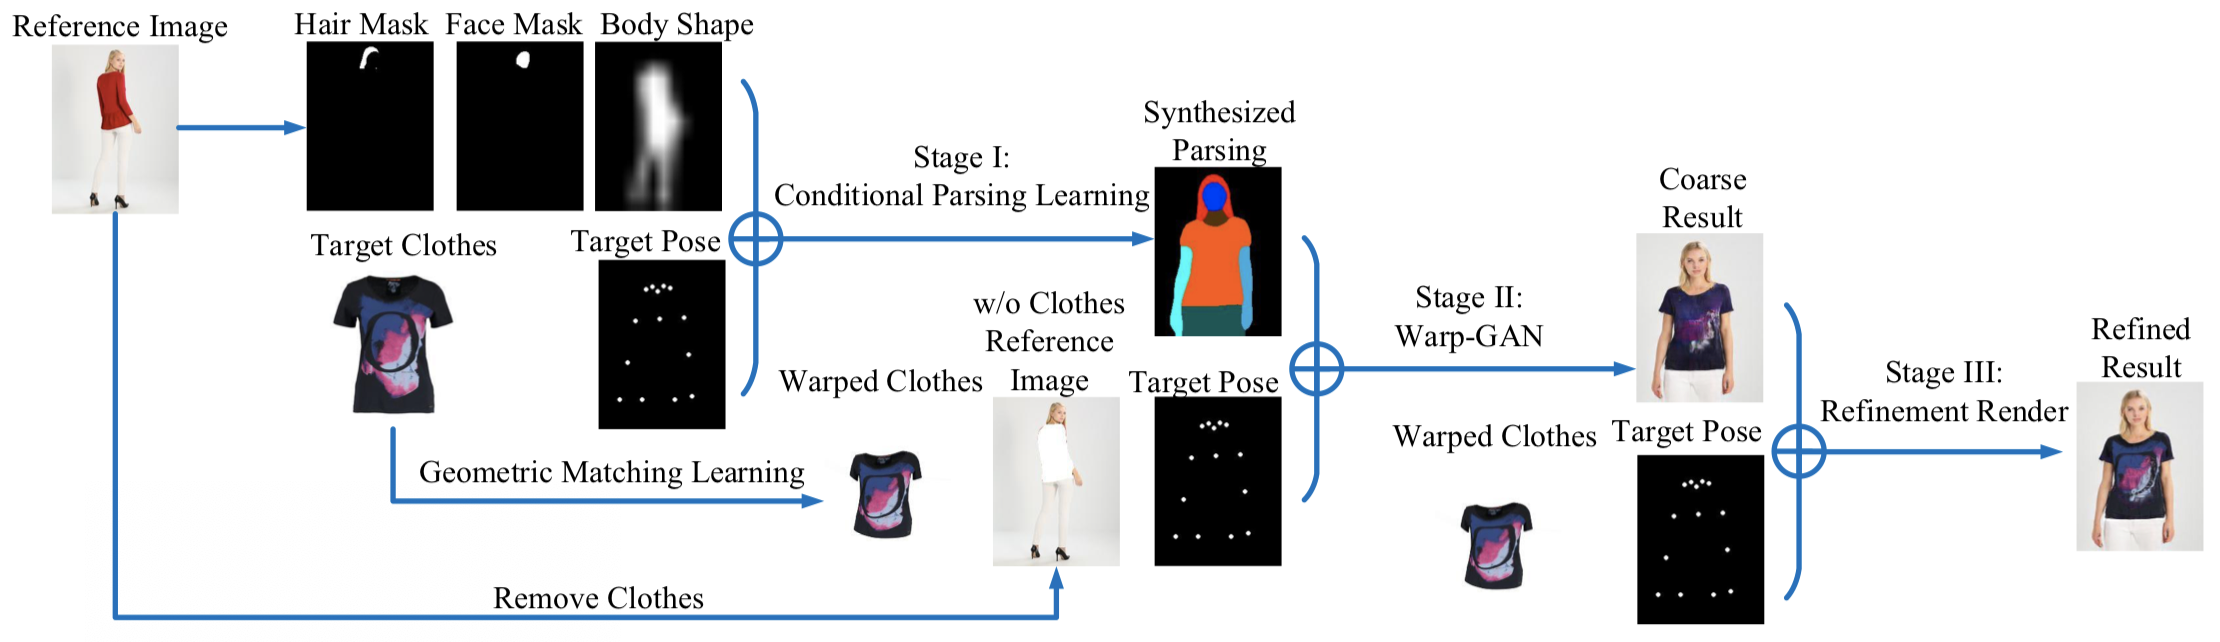 Reference Image
Hair Mask
Face Mask
Body Shape
Target Clothes
Target Pose
Stage I:
Conditional Parsing Learning
Synthesized
Parsing
Geometric Matching Learning
Warped Clothes
w/o Clothes
Reference
Image
Target Pose
Remove Clothes
Stage II:
Warp-GAN
Coarse
Result
Warped Clothes
Target Pose
Stage III:
Refinement Render
Refined
Result